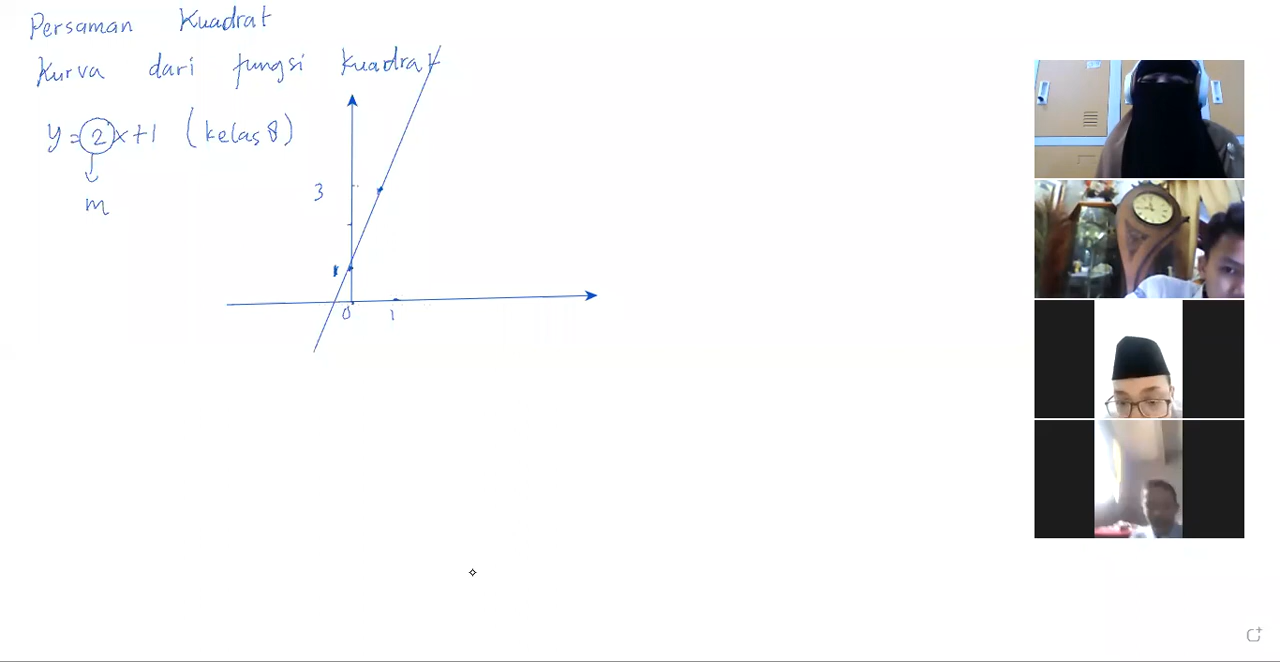 Persaman Kuadrat
Kurva dari fungsi kuadrat
y=2x+1 (kelas 8)
m
3
1
0 1